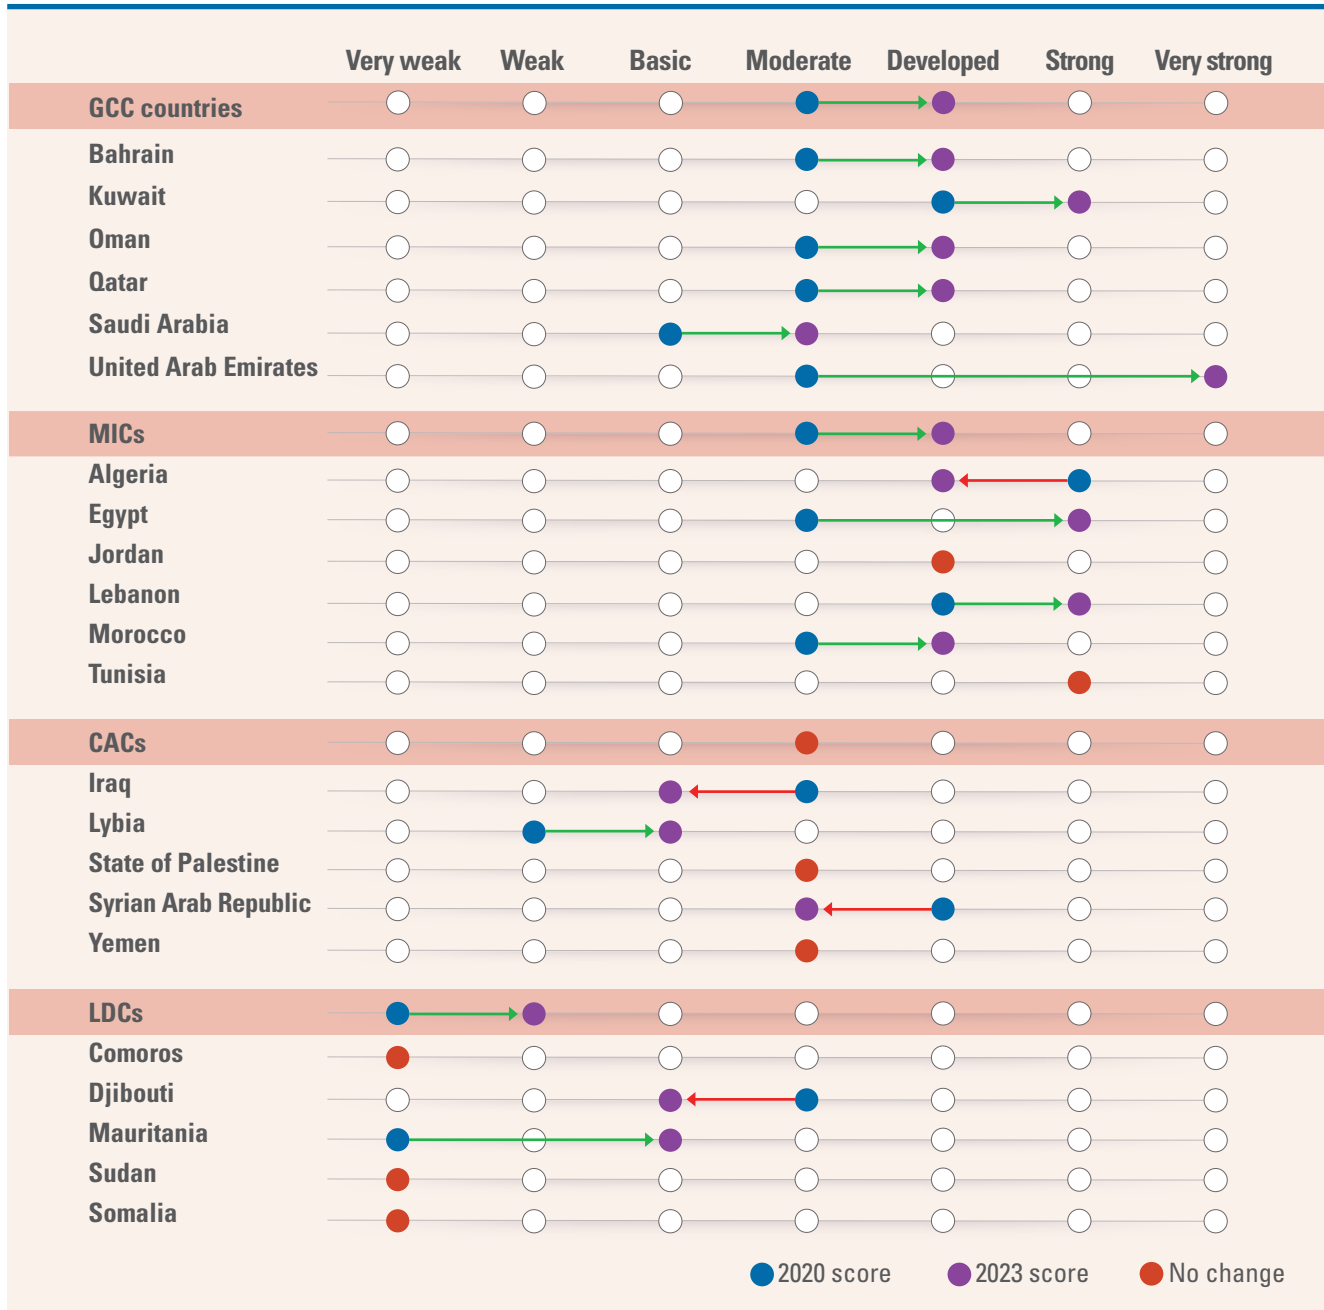 Very weak Weak Basic Moderate Developed Strong Very strong
GCC countries
Bahrain
Kuwait
Oman
Qatar
Saudi Arabia
United Arab Emirates
MICs
Algeria
Egypt
Jordan
Lebanon
Morocco
Tunisia
CACs
Iraq
Lybia
State of Palestine
Syrian Arab Republic
Yemen
LDCs
Comoros
Djibouti
Mauritania
Sudan
Somalia
2020 score 2023 score No change